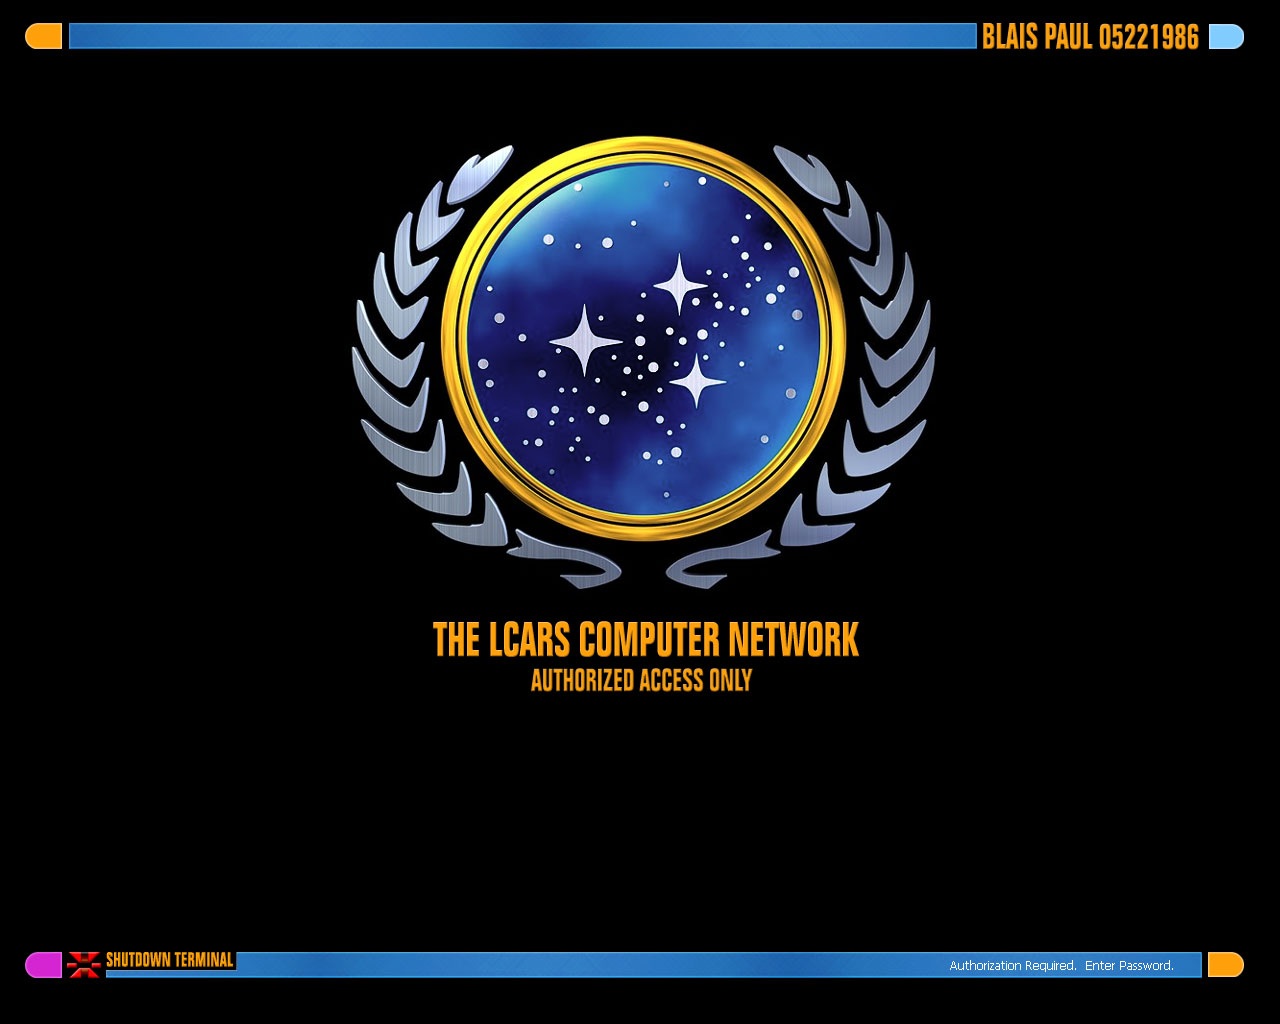 BLAIS PAUL 05221986
THE LCARS COMPUTER NETWORK
AUTHORIZED ACCESS ONLY
SHUTDOWN TERMINAL
Authorization Required.  Enter Password.